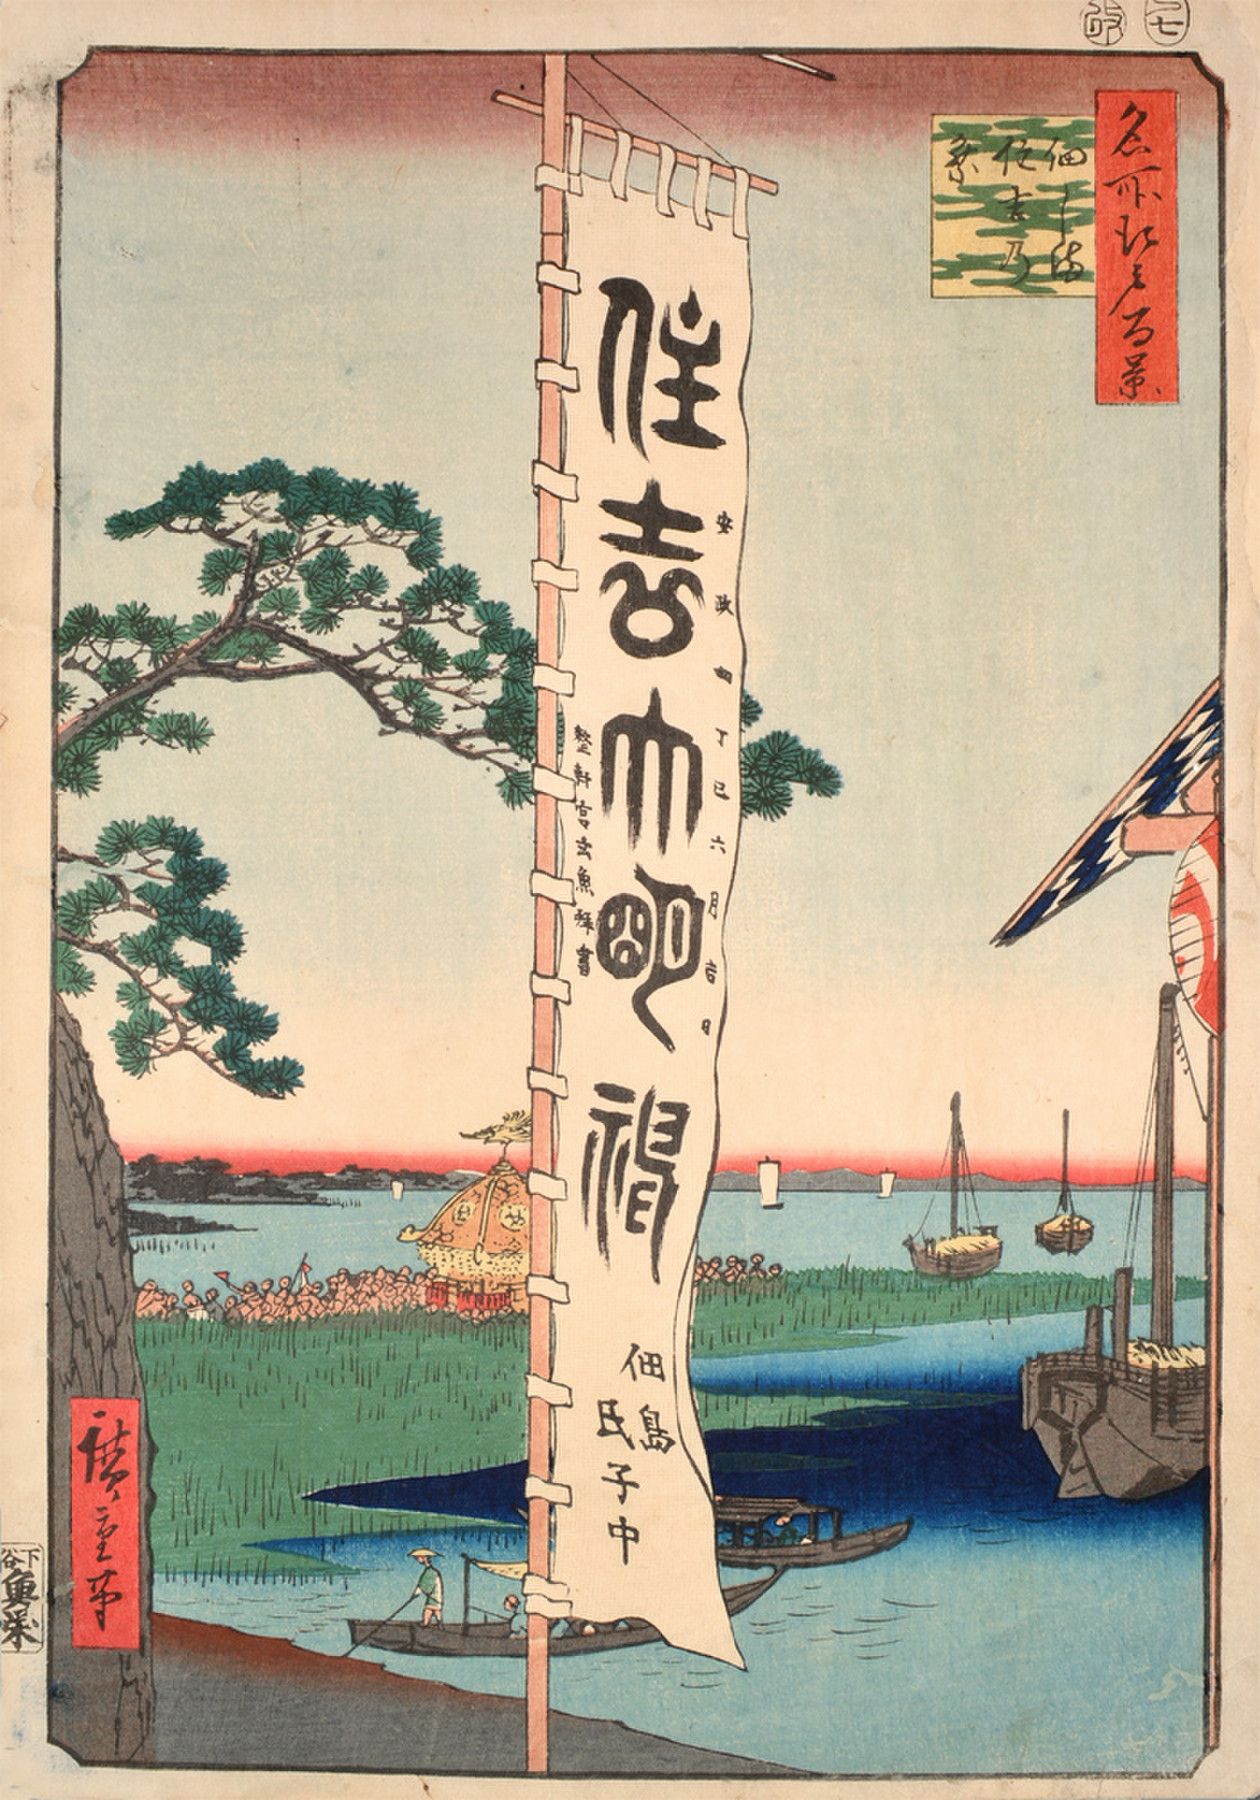 名所江戸百景
佃しま
住吉乃
祭
住吉大明神
安政四丁巳六月吉日
整軒宮玄魚拝書
佃島
氏子中
廣重筆
下谷
魚栄